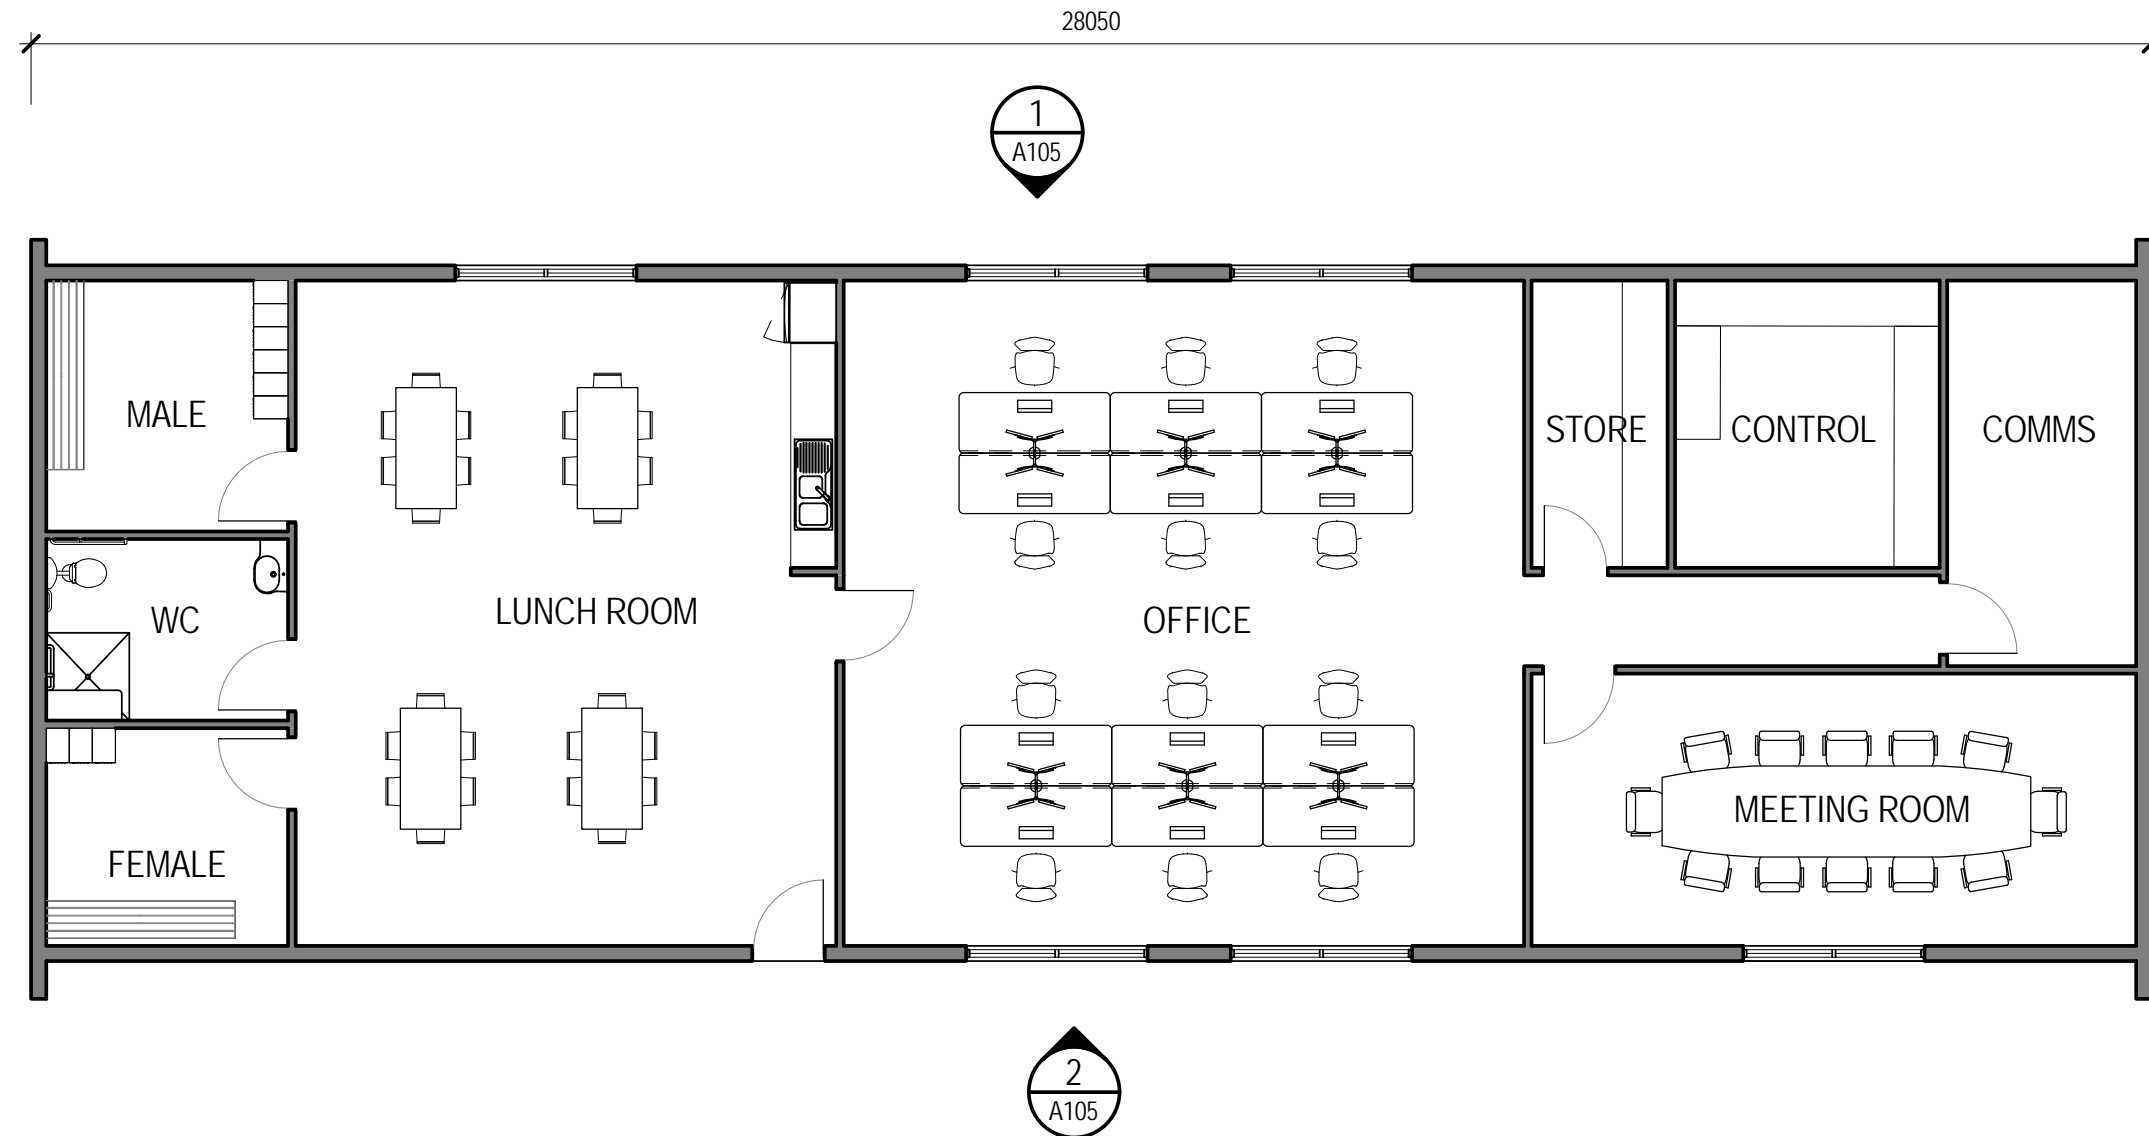 28050
1
A105
MALE
STORE
CONTROL
COMMS
LUNCH ROOM
WC
OFFICE
MEETING ROOM
FEMALE
2
A105